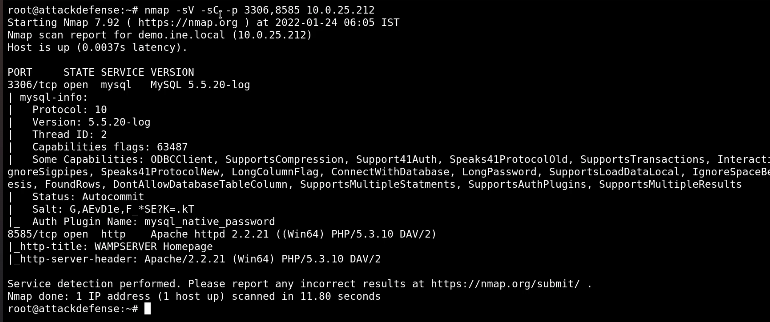 root@attackdefense:~# nmap -sV -sC -p 3306,8585 10.0.25.212
Starting Nmap 7.92 ( https://nmap.org ) at 2022-01-24 06:05 IST
Nmap scan report for demo.ine.local (10.0.25.212)
Host is up (0.0037s latency).

PORT     STATE SERVICE VERSION
3306/tcp open  mysql   MySQL 5.5.20-log
| mysql-info:
|   Protocol: 10
|   Version: 5.5.20-log
|   Thread ID: 2
|   Capabilities flags: 63487
|   Some Capabilities: ODBCClient, SupportsCompression, Support41Auth, Speaks41ProtocolOld, SupportsTransactions, Interacti
gnoreSigpipes, Speaks41ProtocolNew, LongColumnFlag, ConnectWithDatabase, LongPassword, SupportsLoadDataLocal, IgnoreSpaceBe
esis, FoundRows, DontAllowDatabaseTableColumn, SupportsMultipleStatments, SupportsAuthPlugins, SupportsMultipleResults
|   Status: Autocommit
|   Salt: G,AEvD1e,F_*SE?K=.kT
|_  Auth Plugin Name: mysql_native_password
8585/tcp open  http    Apache httpd 2.2.21 ((Win64) PHP/5.3.10 DAV/2)
|_http-title: WAMPSERVER Homepage
|_http-server-header: Apache/2.2.21 (Win64) PHP/5.3.10 DAV/2

Service detection performed. Please report any incorrect results at https://nmap.org/submit/ .
Nmap done: 1 IP address (1 host up) scanned in 11.80 seconds
root@attackdefense:~#